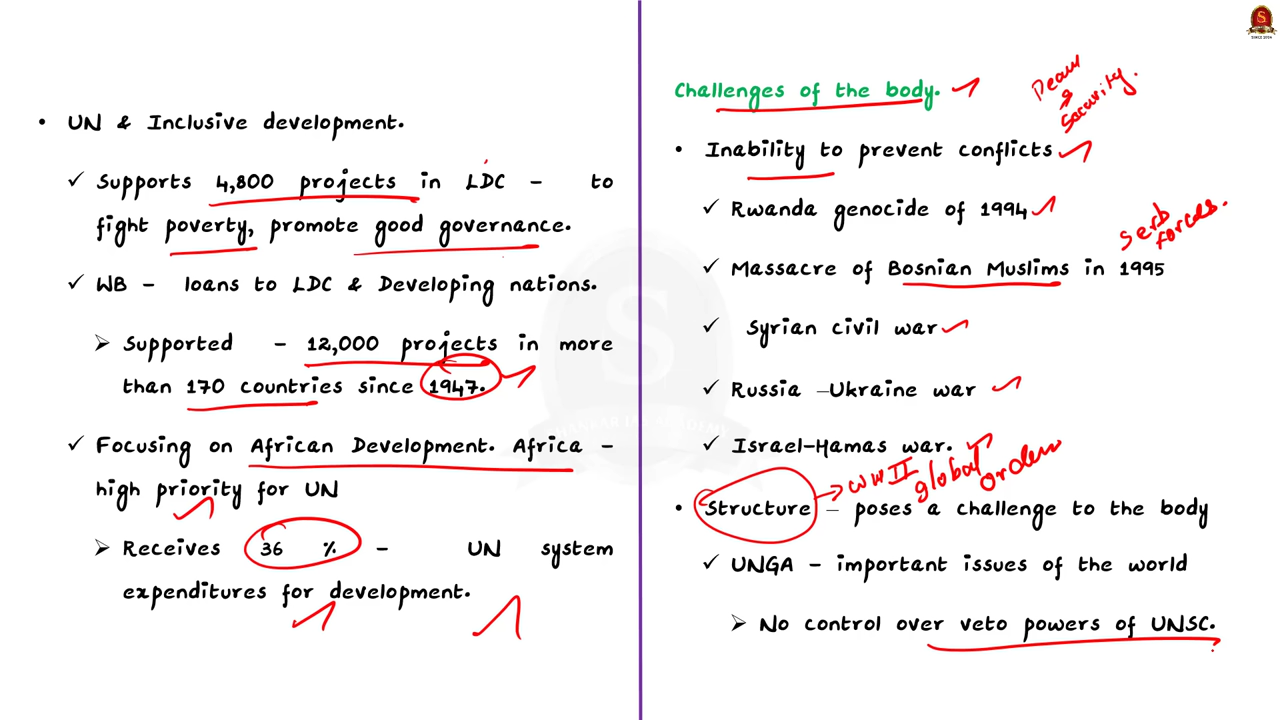 • UN & Inclusive development.
✓ Supports 4,800 projects in LDC – to
fight poverty, promote good governance.
✓ WB – loans to LDC & Developing nations.
➤ Supported – 12,000 projects in more
than 170 countries since 1947.
✓ Focusing on African Development. Africa –
high priority for UN
➤ Receives 36 % – UN system
expenditures for development.
Challenges of the body.
security.
• Inability to prevent conflicts
✓ Rwanda genocide of 1994
Serb
forces.
✓ Massacre of Bosnian Muslims in 1995
✓ Syrian civil war
✓ Russia –Ukraine war
✓ Israel-Hamas war.
WW II global order
• Structure – poses a challenge to the body
✓ UNGA – important issues of the world
➤ No control over veto powers of UNSC.